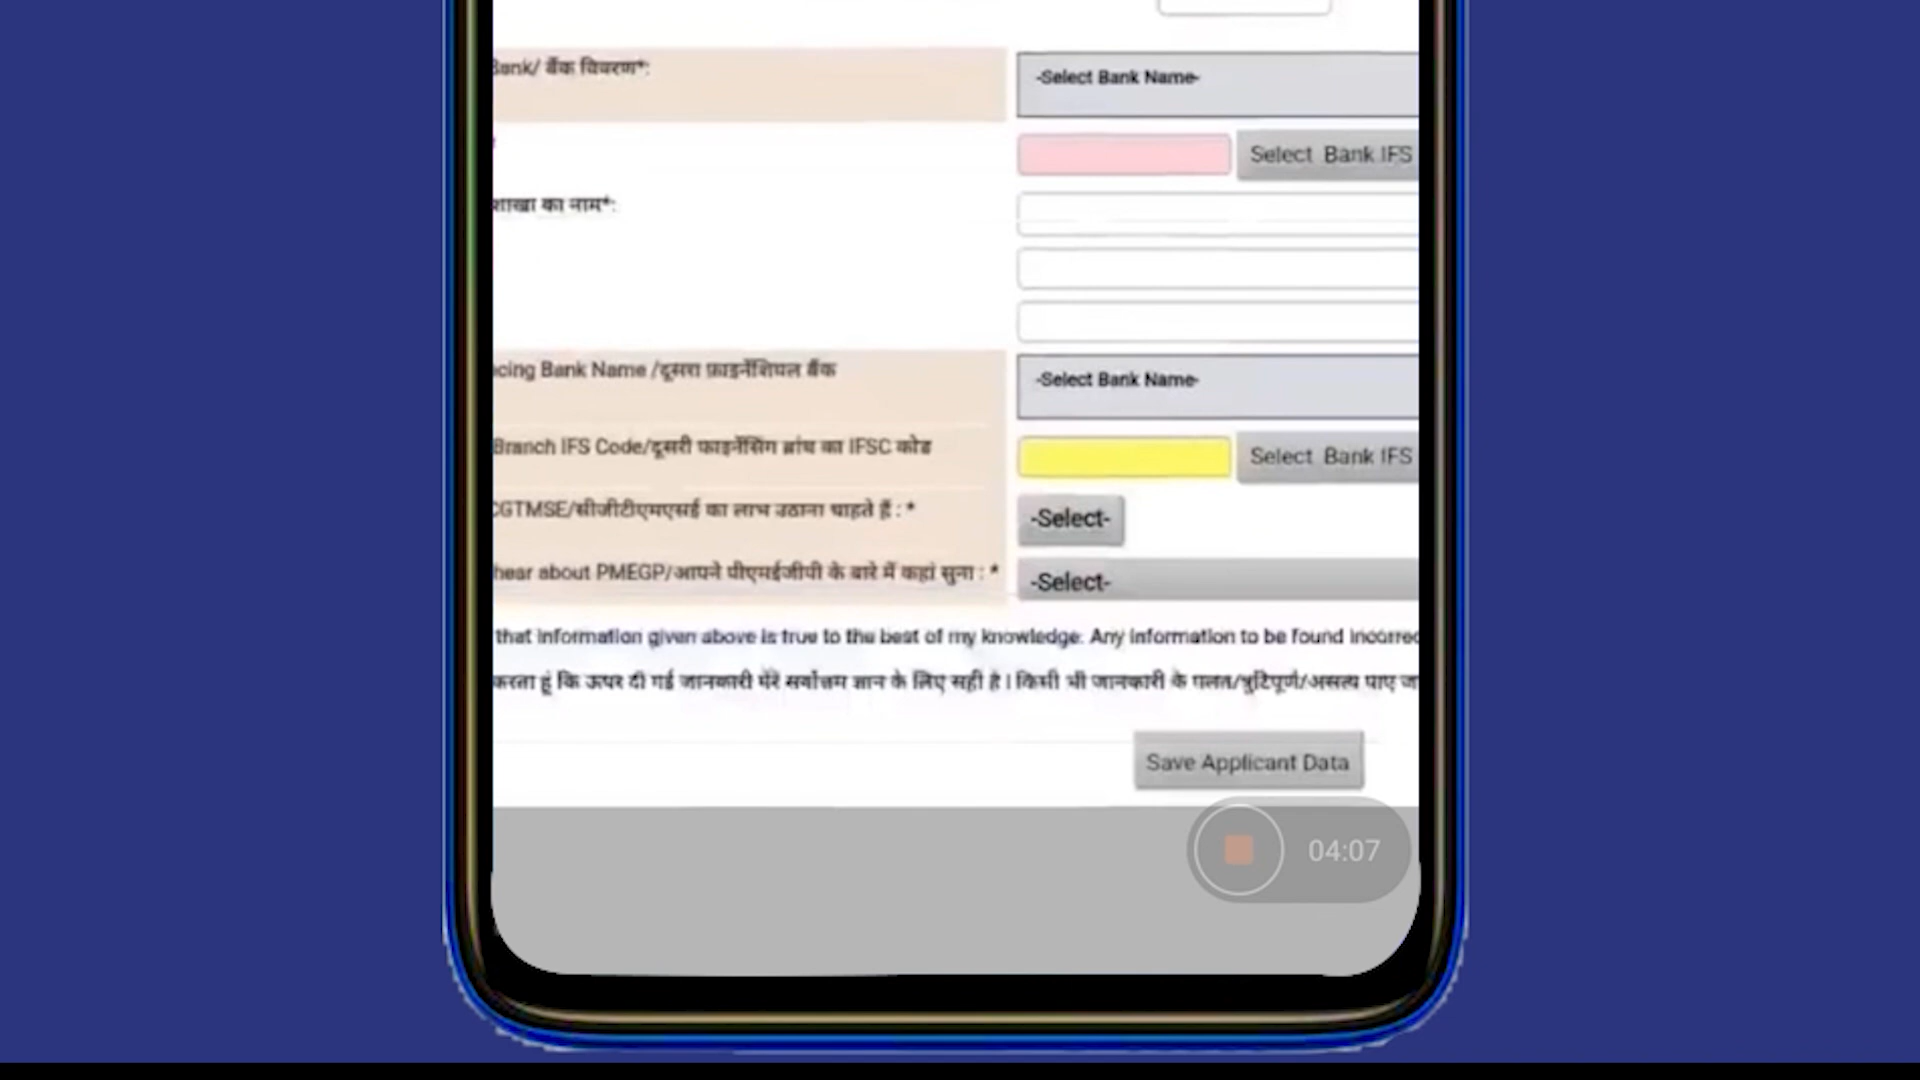 Bank/ बैंक विवरण*:
-Select Bank Name-
Select Bank IFS
शाखा का नाम*:
cing Bank Name /दूसरा फ़ाइनेंशियल बैंक
-Select Bank Name-
Branch IFS Code/दूसरी फाइनेंसिंग ब्रांच का IFSC कोड
Select Bank IFS
CGTMSE/सीजीटीएमएसई का लाभ उठाना चाहते हैं : *
-Select-
hear about PMEGP/आपने पीएमईजीपी के बारे में कहां सुना : *
-Select-
that information given above is true to the best of my knowledge. Any information to be found incorrec
करता हूं कि ऊपर दी गई जानकारी मेरे सर्वोत्तम ज्ञान के लिए सही है। किसी भी जानकारी के गलत/त्रुटिपूर्ण/असत्य पाए ज
Save Applicant Data
04:07